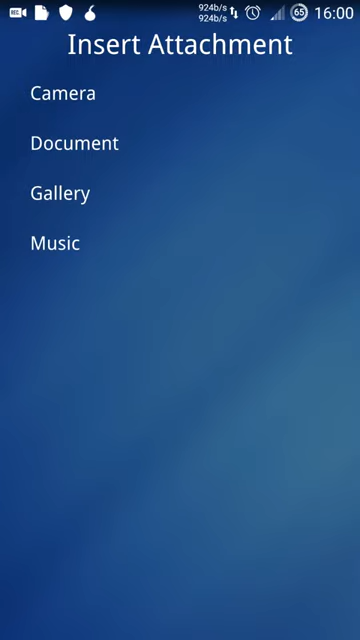 924b/s
924b/s
65
16:00
Insert Attachment
Camera
Document
Gallery
Music